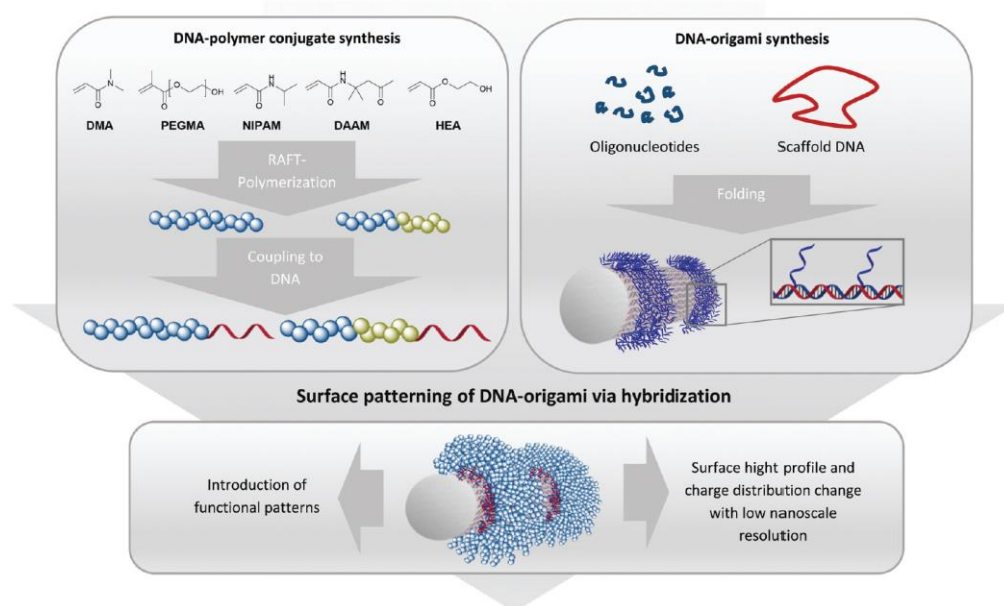 DNA-polymer conjugate synthesis
N
O
O
O
OH
H
N
O
H
N
O
O
O
O
OH
DMA
PEGMA
NIPAM
DAAM
HEA
RAFT-
Polymerization
Coupling to
DNA
DNA-origami synthesis
Oligonucleotides
Scaffold DNA
Folding
Surface patterning of DNA-origami via hybridization
Introduction of
functional patterns
Surface hight profile and
charge distribution change
with low nanoscale
resolution